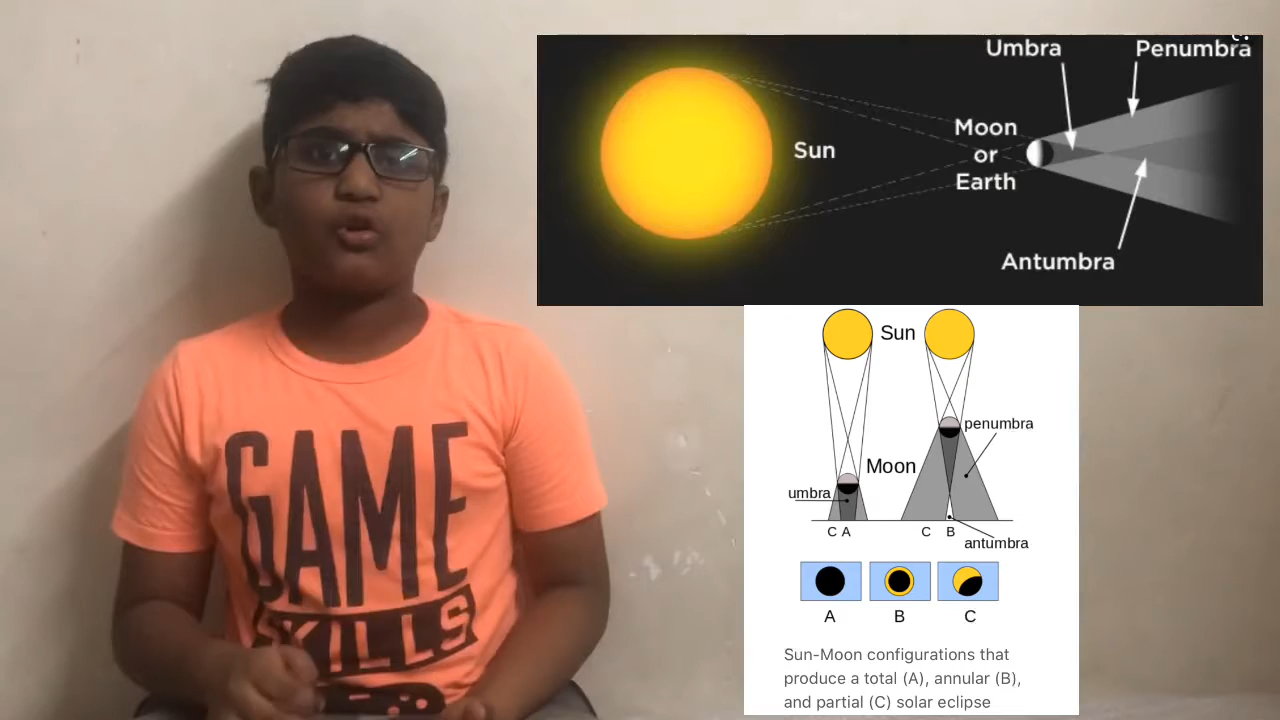 GAME
SKILLS
Umbra
Penumbra
Sun
Moon
or
Earth
Antumbra
Sun
penumbra
Moon
umbra
C A
C B
antumbra
A B C
Sun-Moon configurations that
produce a total (A), annular (B),
and partial (C) solar eclipse